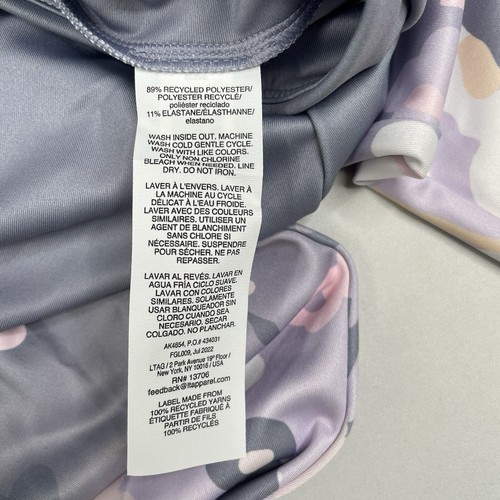 89% RECYCLED POLYESTER/
POLYESTER RECYCLÉ/
poliéster reciclado
11% ELASTANE/ÉLASTHANNE/
elastano
WASH INSIDE OUT. MACHINE
WASH COLD GENTLE CYCLE.
WASH WITH LIKE COLORS.
ONLY NON CHLORINE
BLEACH WHEN NEEDED. LINE
DRY. DO NOT IRON.
LAVER À L'ENVERS. LAVER À
LA MACHINE AU CYCLE
DÉLICAT À L'EAU FROIDE.
LAVER AVEC DES COULEURS
SIMILAIRES. UTILISER UN
AGENT DE BLANCHIMENT
SANS CHLORE SI
NÉCESSAIRE. SUSPENDRE
POUR SÉCHER. NE PAS
REPASSER.
LAVAR AL REVÉS. LAVAR EN
AGUA FRÍA CICLO SUAVE.
LAVAR CON COLORES
SIMILARES. SOLAMENTE
USAR BLANQUEADOR SIN
CLORO CUANDO SEA
NECESARIO. SECAR
COLGADO. NO PLANCHAR.
AK4654, P.O.# 434031
FGL009, Jul 2022
LTAG / 2 Park Avenue 19th Floor /
New York, NY 10016 / USA
RN# 13706
feedback@ltapparel.com
LABEL MADE FROM
100% RECYCLED YARNS
ÉTIQUETTE FABRIQUÉ À
PARTIR DE FILS
100% RECYCLÉS